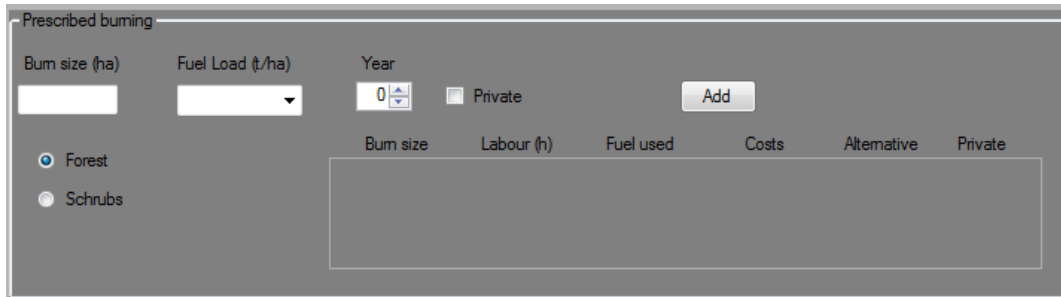 Prescribed burning
Burn size (ha) Fuel Load (t/ha) Year
0 Private Add
Burn size Labour (h) Fuel used Costs Alternative Private
Forest
Schrubs